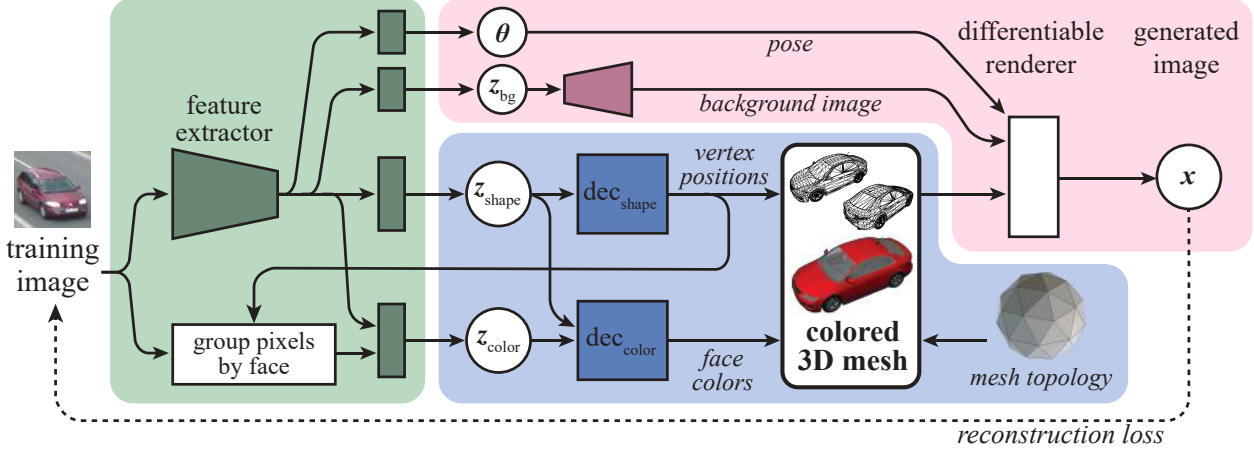 θ
pose
differentiable
renderer
generated
image
z_bg
background image
feature
extractor
training
image
z_shape
dec_shape
vertex
positions
x
group pixels
by face
z_color
dec_color
face
colors
colored
3D mesh
mesh topology
reconstruction loss